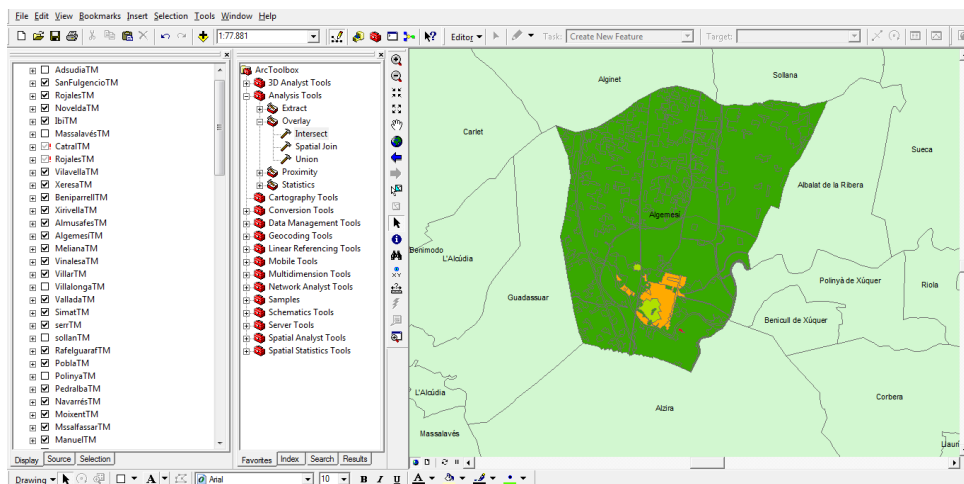 File Edit View Bookmarks Insert Selection Tools Window Help
1:77.881 Editor Task: Create New Feature Target:
AdsudiaTM
SanFulgencioTM
RojalesTM
NoveldaTM
IbiTM
MassalavésTM
CatralTM
RojalesTM
VilavellaTM
XeresaTM
BeniparrellTM
XirivellaTM
AlmusafesTM
AlgemesíTM
MelianaTM
VinalesaTM
VillarTM
VillalongaTM
ValladaTM
SimatTM
serrTM
sollanTM
RafelguarafTM
PoblaTM
PolinyaTM
PedralbaTM
NavarrésTM
MoixentTM
MssalfassarTM
ManuelTM
Display Source Selection
ArcToolbox
3D Analyst Tools
Analysis Tools
Extract
Overlay
Intersect
Spatial Join
Union
Proximity
Statistics
Cartography Tools
Conversion Tools
Data Management Tools
Geocoding Tools
Linear Referencing Tools
Mobile Tools
Multidimension Tools
Network Analyst Tools
Samples
Schematics Tools
Server Tools
Spatial Analyst Tools
Spatial Statistics Tools
Favorites Index Search Results
Alginet
Sollana
Carlet
Sueca
Albalat de la Ribera
Algemesí
Benimodo
L'Alcúdia
Guadassuar
Polinyà de Xúquer
Riola
Benicull de Xúquer
L'Alcúdia
Alzira
Corbera
Massalavés
Llaurí
Drawing A Arial 10 B I U A